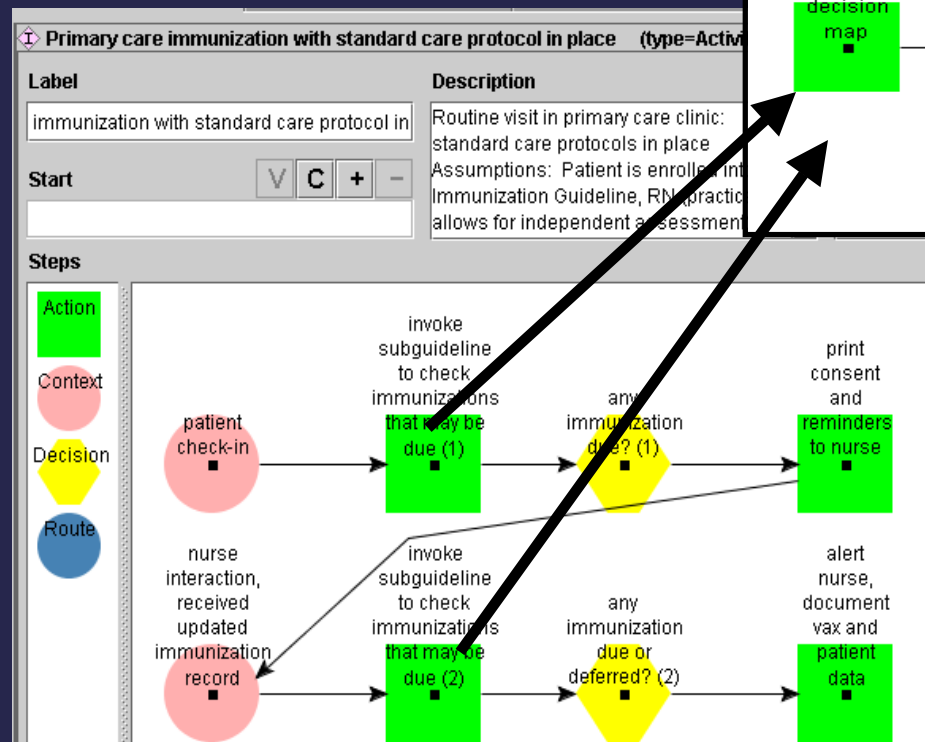 decision
map
Primary care immunization with standard care protocol in place (type=Activi
Label
Description
immunization with standard care protocol in
Routine visit in primary care clinic:
standard care protocols in place
Assumptions: Patient is enrolled int
Immunization Guideline, RN practic
allows for independent assessment
Start
V C + −
Steps
Action
Context
Decision
Route
patient
check-in
invoke
subguideline
to check
immunizations
that may be
due (1)
any
immunization
due? (1)
print
consent
and
reminders
to nurse
nurse
interaction,
received
updated
immunization
record
invoke
subguideline
to check
immunizations
that may be
due (2)
any
immunization
due or
deferred? (2)
alert
nurse,
document
vax and
patient
data